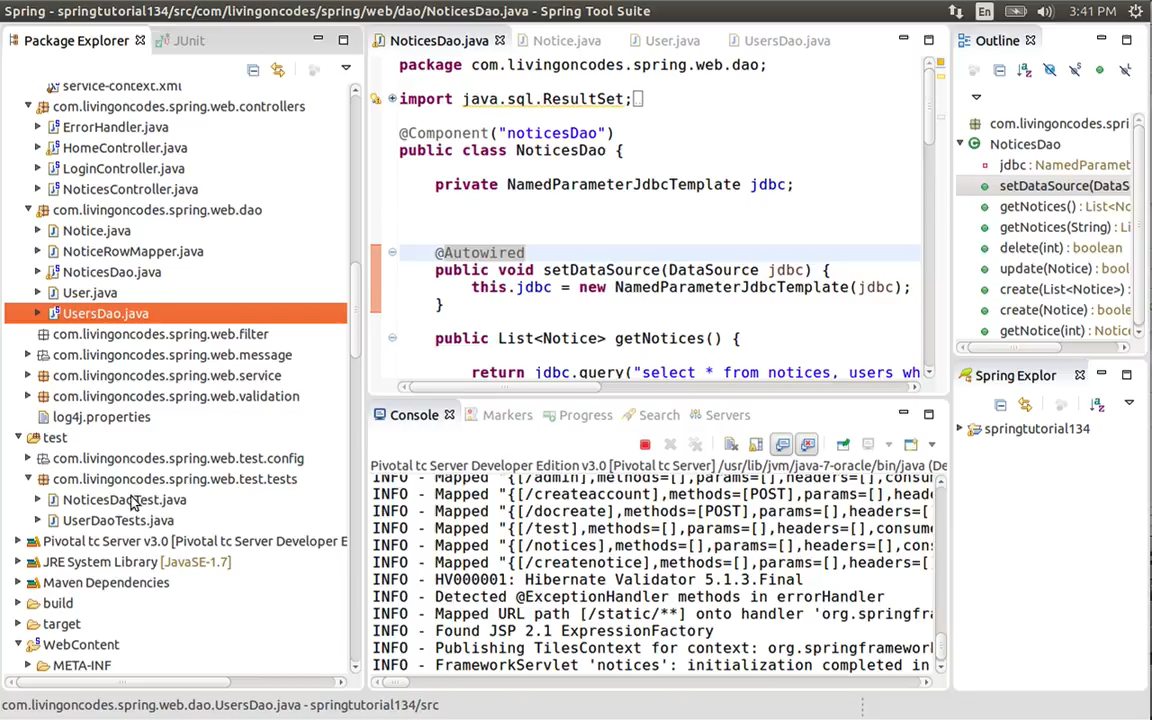 Spring - springtutorial134/src/com/livingoncodes/spring/web/dao/NoticesDao.java - Spring Tool Suite
En
3:41 PM
Package Explorer
JUnit
service-context.xml
com.livingoncodes.spring.web.controllers
ErrorHandler.java
HomeController.java
LoginController.java
NoticesController.java
com.livingoncodes.spring.web.dao
Notice.java
NoticeRowMapper.java
NoticesDao.java
User.java
UsersDao.java
com.livingoncodes.spring.web.filter
com.livingoncodes.spring.web.message
com.livingoncodes.spring.web.service
com.livingoncodes.spring.web.validation
log4j.properties
test
com.livingoncodes.spring.web.test.config
com.livingoncodes.spring.web.test.tests
NoticesDaoTest.java
UserDaoTests.java
Pivotal tc Server v3.0 [Pivotal tc Server Developer E
JRE System Library [JavaSE-1.7]
Maven Dependencies
build
target
WebContent
META-INF
NoticesDao.java
Notice.java
User.java
UsersDao.java
package com.livingoncodes.spring.web.dao;
import java.sql.ResultSet;
@Component("noticesDao")
public class NoticesDao {
private NamedParameterJdbcTemplate jdbc;
@Autowired
public void setDataSource(DataSource jdbc) {
this.jdbc = new NamedParameterJdbcTemplate(jdbc);
}
public List<Notice> getNotices() {
return jdbc.query("select * from notices, users wh
Console
Markers
Progress
Search
Servers
Pivotal tc Server Developer Edition v3.0 [Pivotal tc Server] /usr/lib/jvm/java-7-oracle/bin/java (De
INFO - Mapped "{[/admin],methods=[],params=[],headers=[],consume
INFO - Mapped "{[/createaccount],methods=[POST],params=[],heade
INFO - Mapped "{[/docreate],methods=[POST],params=[],headers=[],
INFO - Mapped "{[/test],methods=[],params=[],headers=[],consume
INFO - Mapped "{[/notices],methods=[],params=[],headers=[],con
INFO - Mapped "{[/createnotice],methods=[],params=[],headers=[
INFO - HV000001: Hibernate Validator 5.1.3.Final
INFO - Detected @ExceptionHandler methods in errorHandler
INFO - Mapped URL path [/static/**] onto handler 'org.springfra
INFO - Found JSP 2.1 ExpressionFactory
INFO - Publishing TilesContext for context: org.springframework
INFO - FrameworkServlet 'notices': initialization completed in
Outline
com.livingoncodes.spri
NoticesDao
jdbc : NamedParamet
setDataSource(DataS
getNotices() : List<No
getNotices(String) : L
delete(int) : boolean
update(Notice) : bool
create(List<Notice>)
create(Notice) : boole
getNotice(int) : Notice
Spring Explor
springtutorial134
com.livingoncodes.spring.web.dao.UsersDao.java - springtutorial134/src